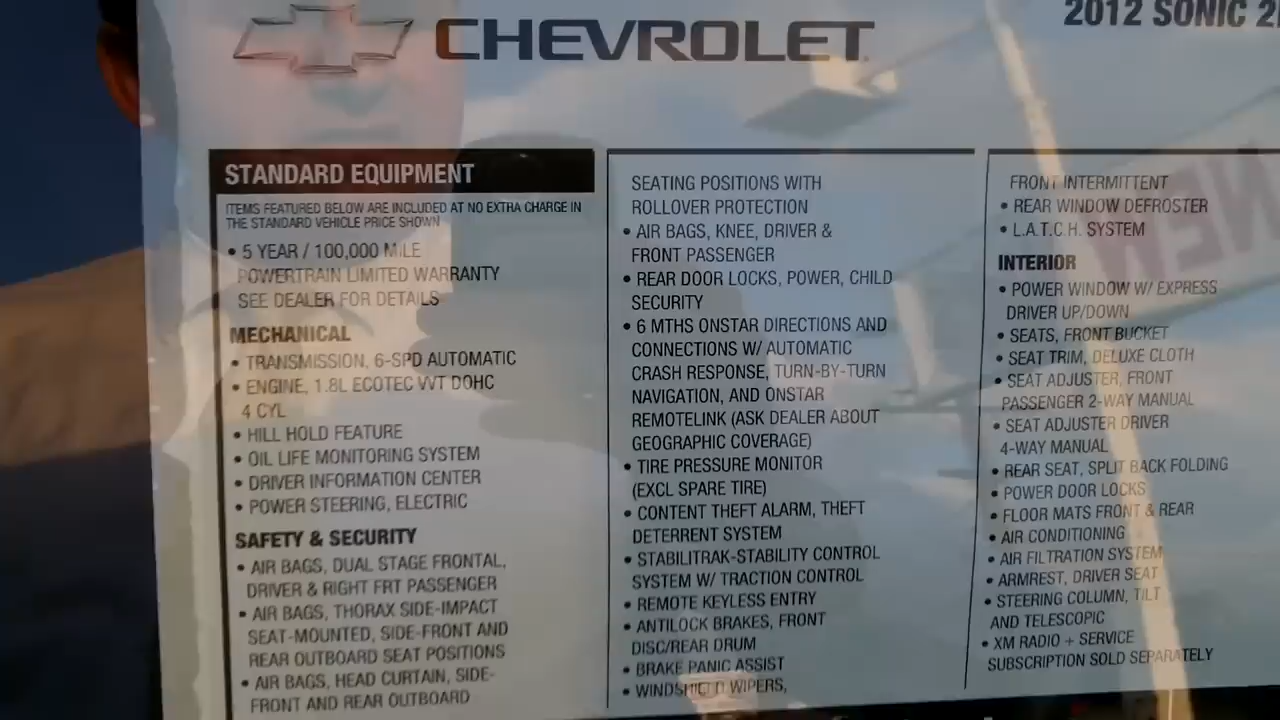 CHEVROLET
2012 SONIC
STANDARD EQUIPMENT
ITEMS FEATURED BELOW ARE INCLUDED AT NO EXTRA CHARGE IN
THE STANDARD VEHICLE PRICE SHOWN
• 5 YEAR / 100,000 MILE
POWERTRAIN LIMITED WARRANTY
SEE DEALER FOR DETAILS
MECHANICAL
• TRANSMISSION, 6-SPD AUTOMATIC
• ENGINE, 1.8L ECOTEC VVT DOHC
4 CYL
• HILL HOLD FEATURE
• OIL LIFE MONITORING SYSTEM
• DRIVER INFORMATION CENTER
• POWER STEERING, ELECTRIC
SAFETY & SECURITY
• AIR BAGS, DUAL STAGE FRONTAL,
DRIVER & RIGHT FRT PASSENGER
• AIR BAGS, THORAX SIDE-IMPACT
SEAT-MOUNTED, SIDE-FRONT AND
REAR OUTBOARD SEAT POSITIONS
• AIR BAGS, HEAD CURTAIN, SIDE-
FRONT AND REAR OUTBOARD
SEATING POSITIONS WITH
ROLLOVER PROTECTION
• AIR BAGS, KNEE, DRIVER &
FRONT PASSENGER
• REAR DOOR LOCKS, POWER, CHILD
SECURITY
• 6 MTHS ONSTAR DIRECTIONS AND
CONNECTIONS W/ AUTOMATIC
CRASH RESPONSE, TURN-BY-TURN
NAVIGATION, AND ONSTAR
REMOTELINK (ASK DEALER ABOUT
GEOGRAPHIC COVERAGE)
• TIRE PRESSURE MONITOR
(EXCL SPARE TIRE)
• CONTENT THEFT ALARM, THEFT
DETERRENT SYSTEM
• STABILITRAK-STABILITY CONTROL
SYSTEM W/ TRACTION CONTROL
• REMOTE KEYLESS ENTRY
• ANTILOCK BRAKES, FRONT
DISC/REAR DRUM
• BRAKE PANIC ASSIST
• WINDSHIELD WIPERS,
FRONT INTERMITTENT
• REAR WINDOW DEFROSTER
• L.A.T.C.H. SYSTEM
INTERIOR
• POWER WINDOW W/ EXPRESS
DRIVER UP/DOWN
• SEATS, FRONT BUCKET
• SEAT TRIM, DELUXE CLOTH
• SEAT ADJUSTER, FRONT
PASSENGER 2-WAY MANUAL
• SEAT ADJUSTER DRIVER
4-WAY MANUAL
• REAR SEAT, SPLIT BACK FOLDING
• POWER DOOR LOCKS
• FLOOR MATS FRONT & REAR
• AIR CONDITIONING
• AIR FILTRATION SYSTEM
• ARMREST, DRIVER SEAT
• STEERING COLUMN, TILT
AND TELESCOPIC
• XM RADIO + SERVICE
SUBSCRIPTION SOLD SEPARATELY
NEW